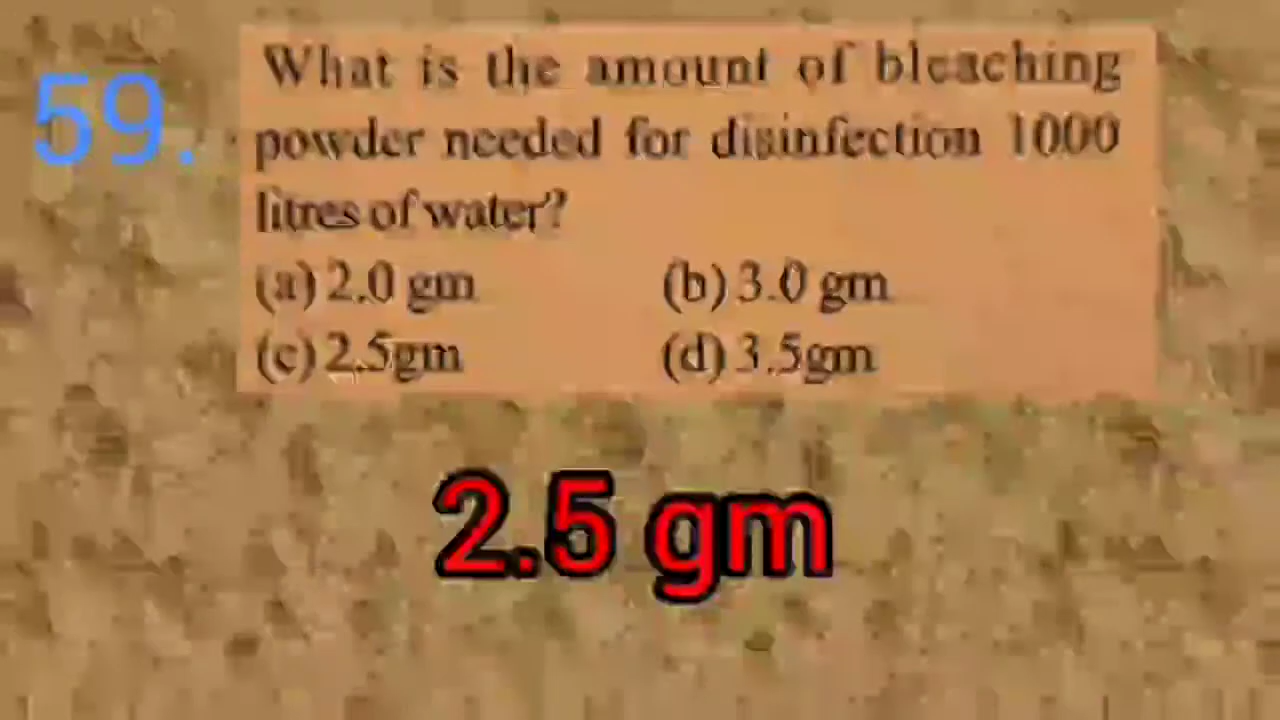 59.
What is the amount of bleaching
powder needed for disinfection 1000
litres of water?
(a) 2.0 gm (b) 3.0 gm
(c) 2.5gm (d) 3.5gm
2.5 gm